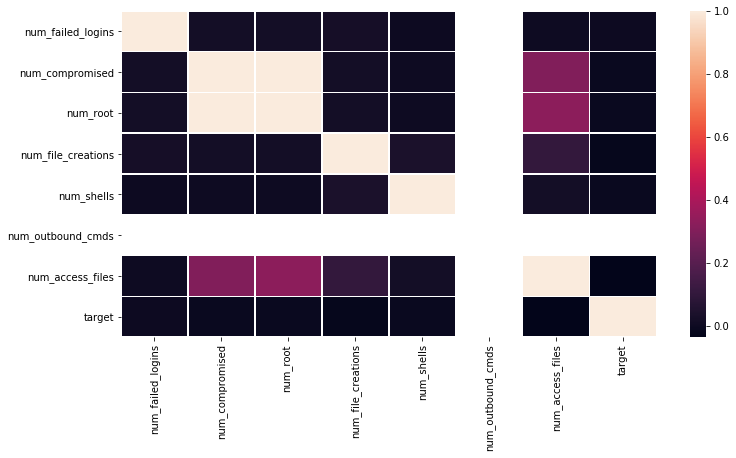 num_failed_logins
num_compromised
num_root
num_file_creations
num_shells
num_outbound_cmds
num_access_files
target
num_failed_logins
num_compromised
num_root
num_file_creations
num_shells
num_outbound_cmds
num_access_files
target
1.0
0.8
0.6
0.4
0.2
0.0